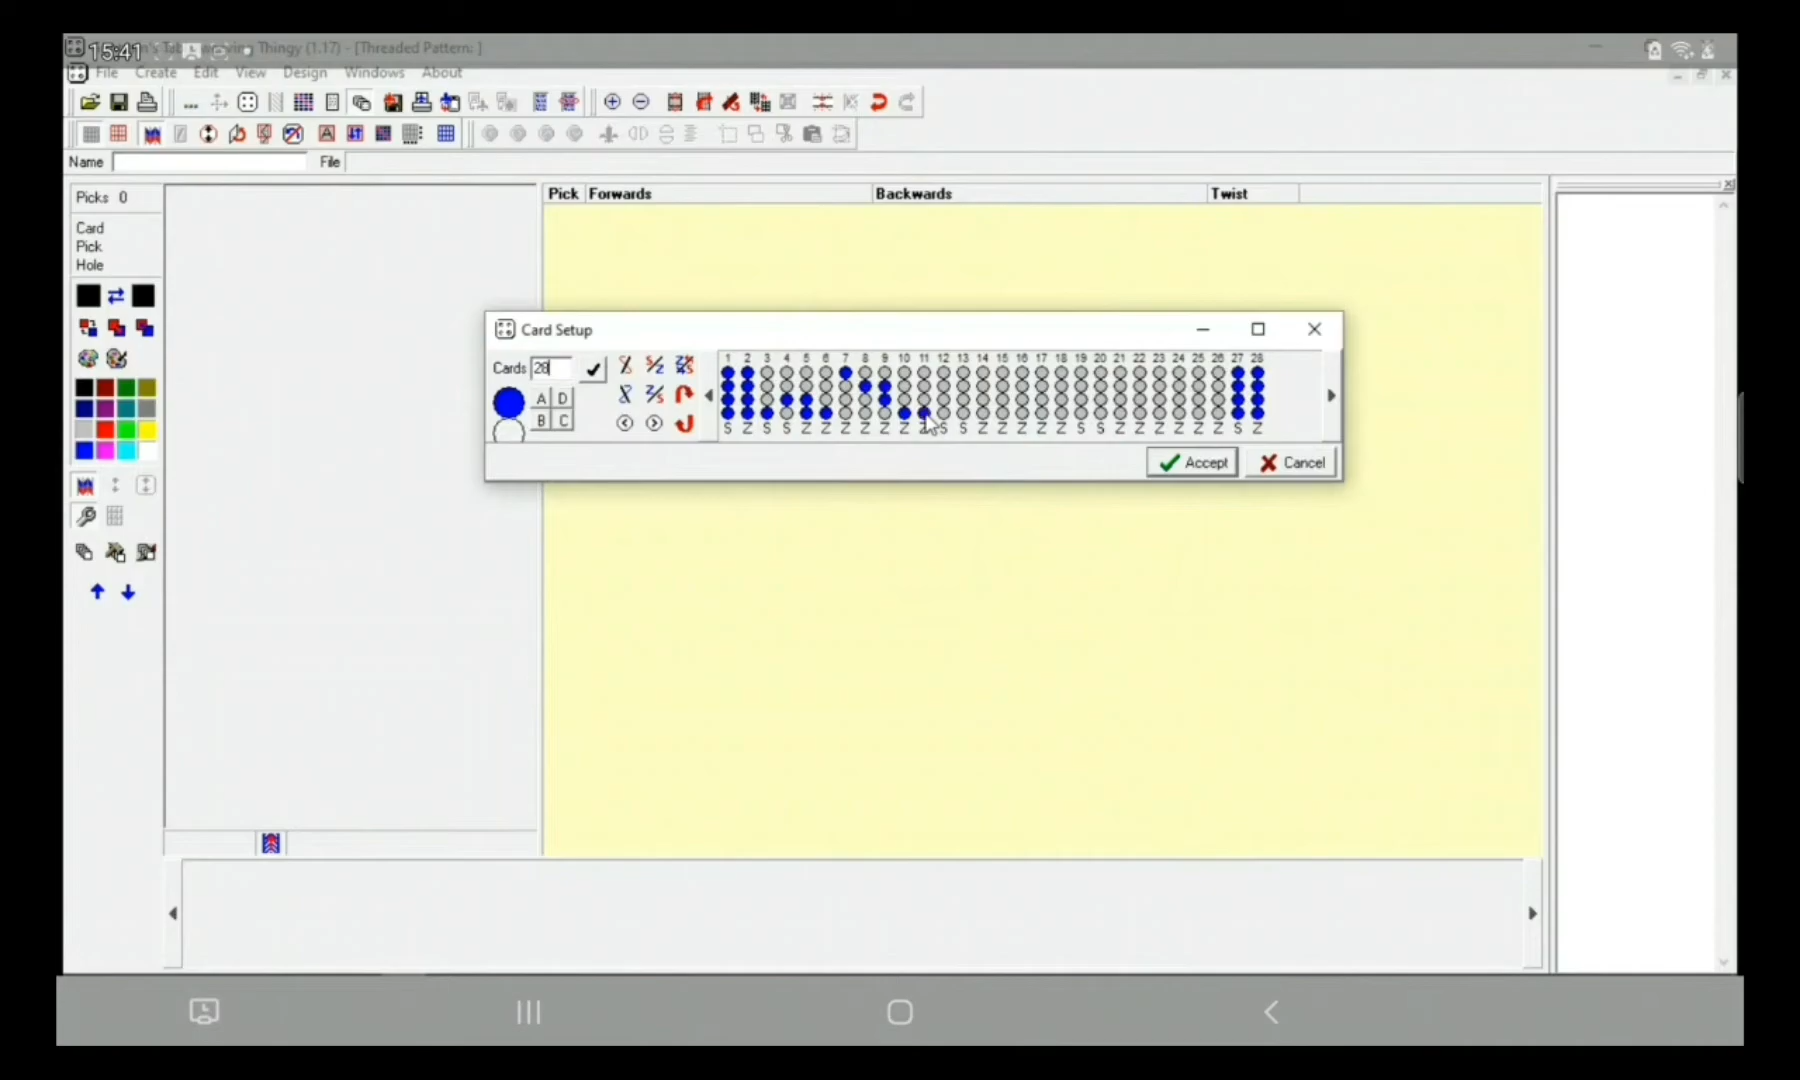 15:41
Thingy (1.17) - [Threaded Pattern: ]
File Create Edit View Design Windows About
Name File
Picks 0
Pick Forwards Backwards Twist
Card
Pick
Hole
Card Setup
Cards 28
1 2 3 4 5 6 7 8 9 10 11 12 13 14 15 16 17 18 19 20 21 22 23 24 25 26 27 28
A D
B C
S Z S S Z Z Z Z Z Z Z S S Z Z Z Z Z S S Z Z Z Z Z Z S Z
Accept Cancel